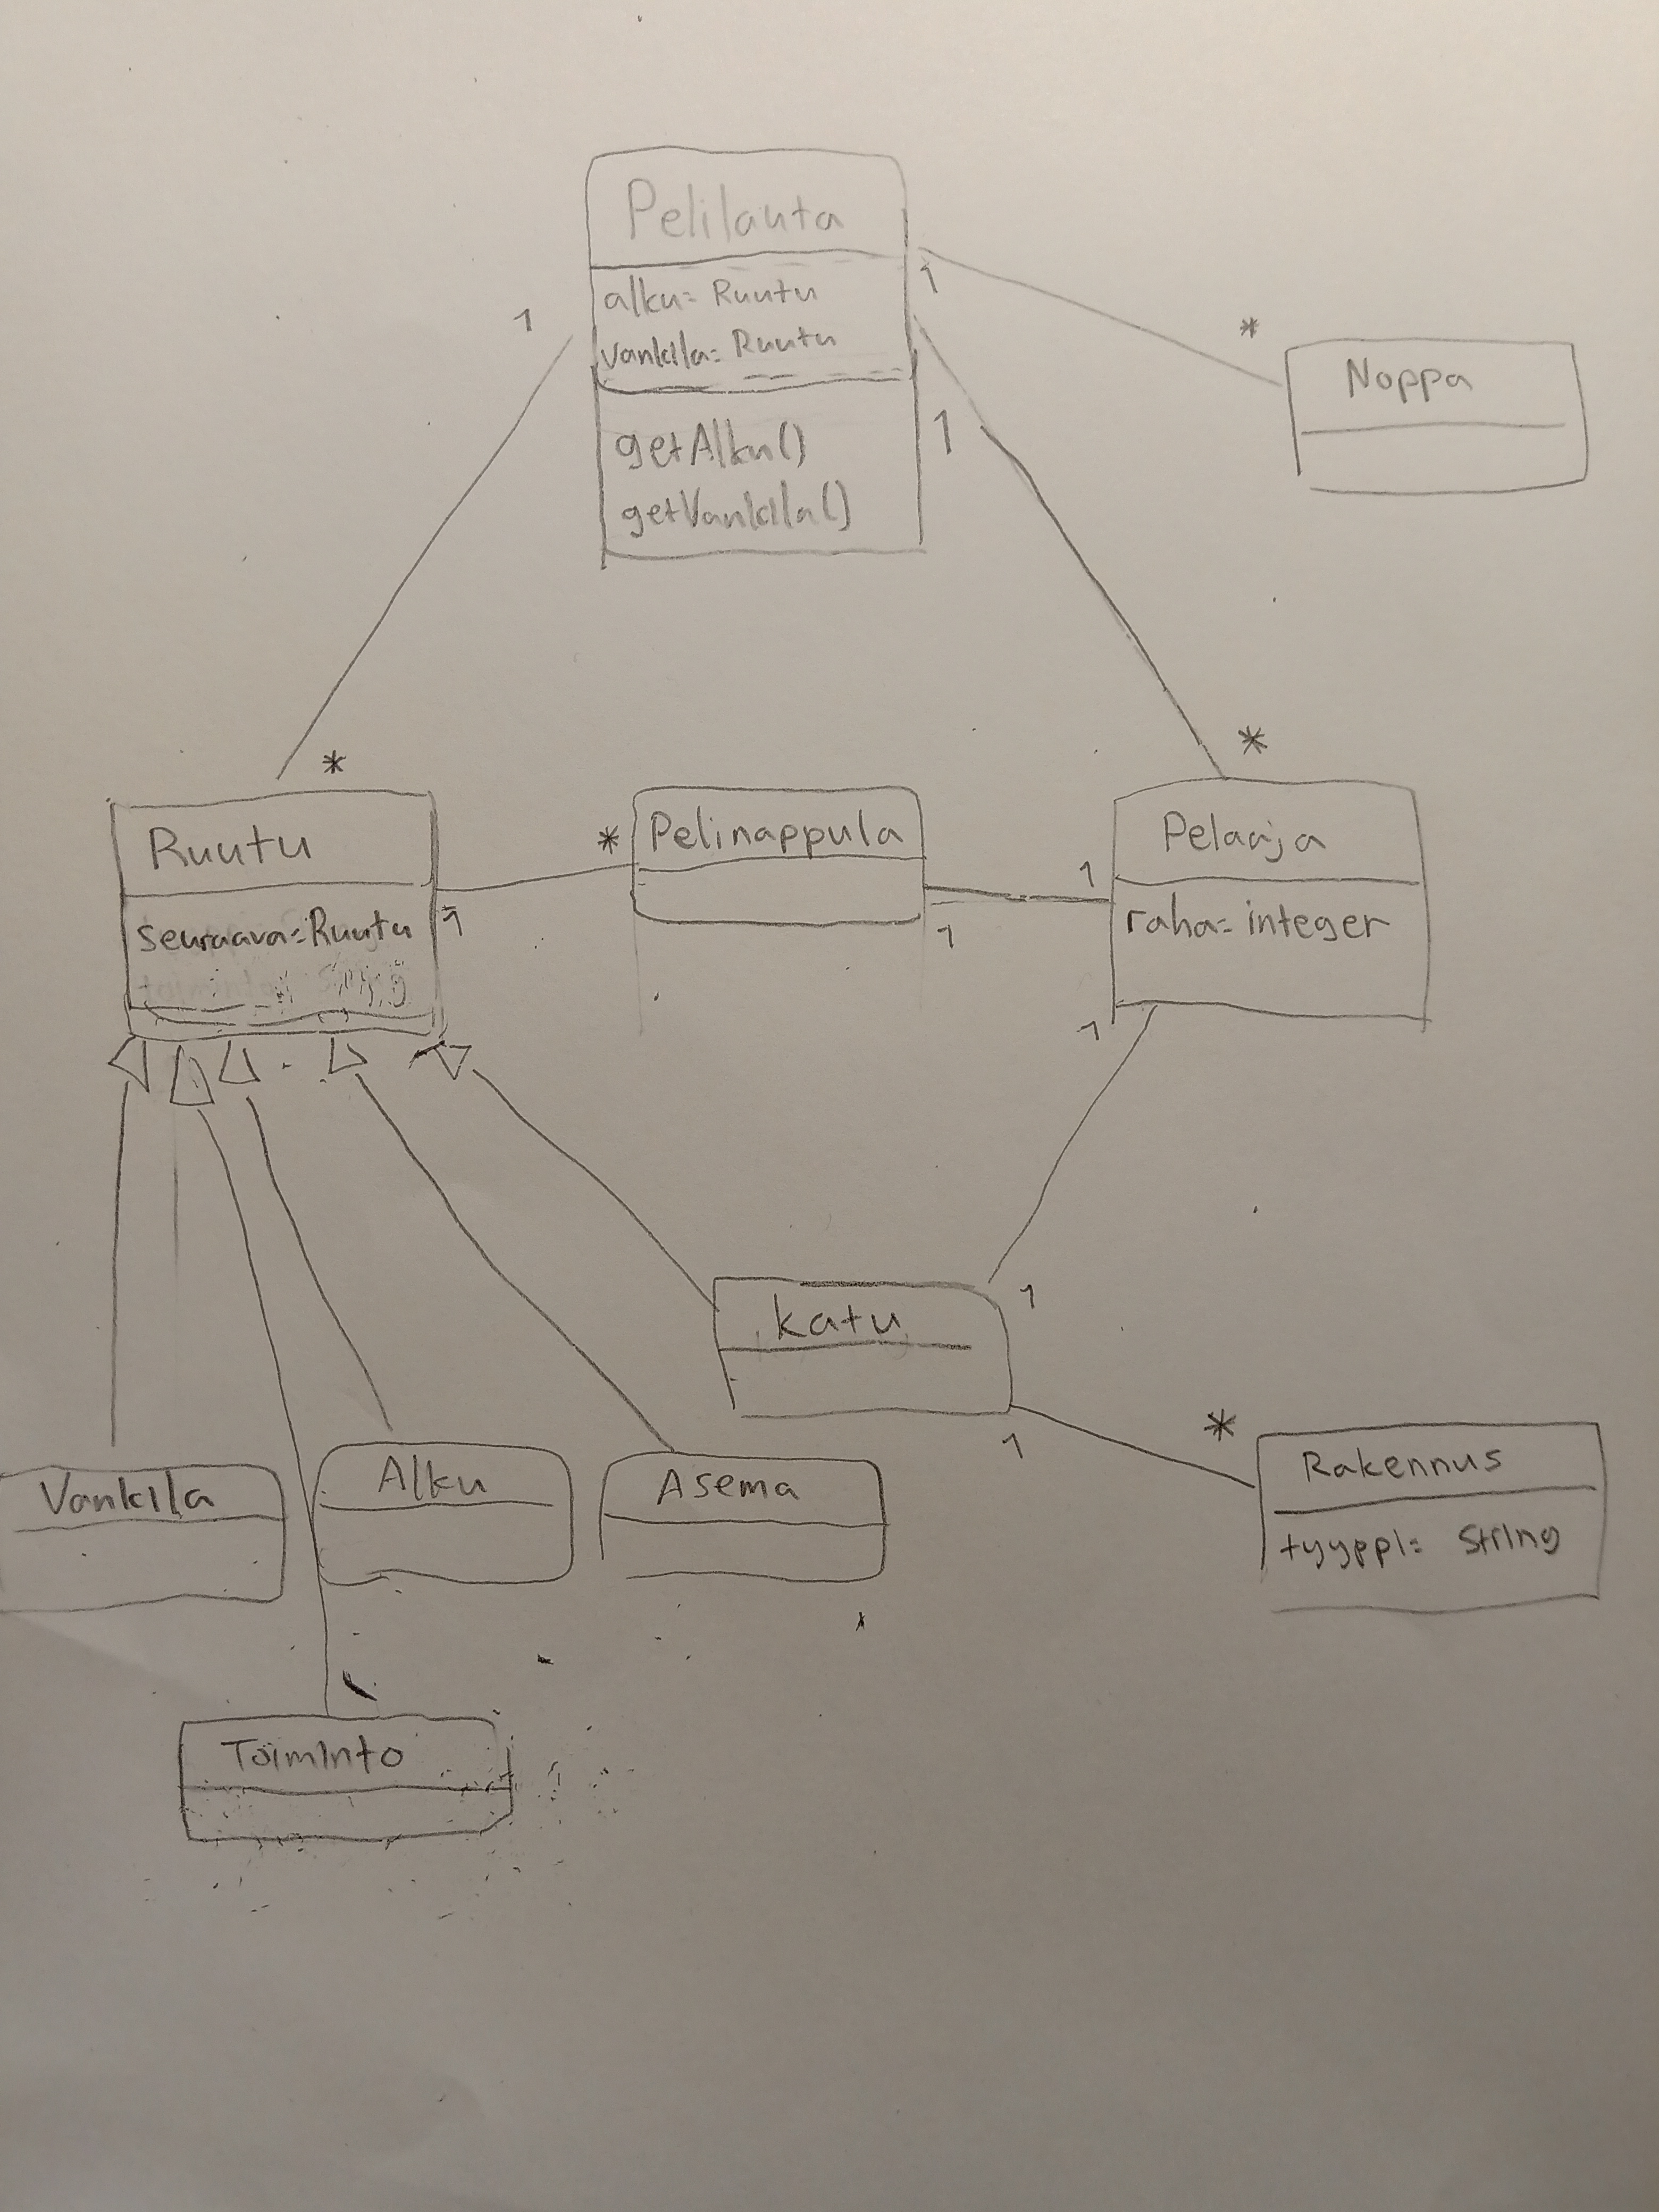 Pelilauta
alku: Ruutu
vankila: Ruutu
getAlku()
getVankila()
1
1
1
*
Noppa
*
*
Ruutu
seuraava: Ruutu
1
*
Pelinappula
1
1
Pelaaja
raha: integer
1
1
Katu
1
*
Rakennus
tyyppi: String
Vankila
Alku
Asema
Toiminto